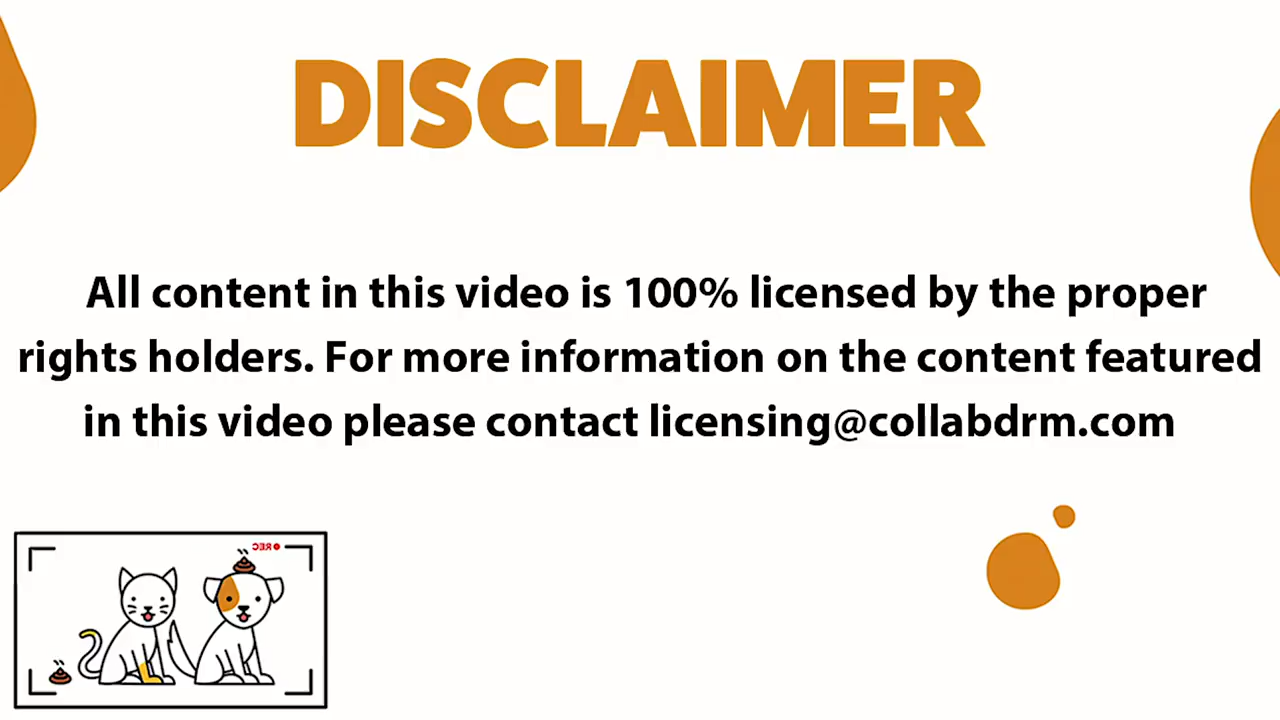 DISCLAIMER
All content in this video is 100% licensed by the proper
rights holders. For more information on the content featured
in this video please contact licensing@collabdrm.com
REC